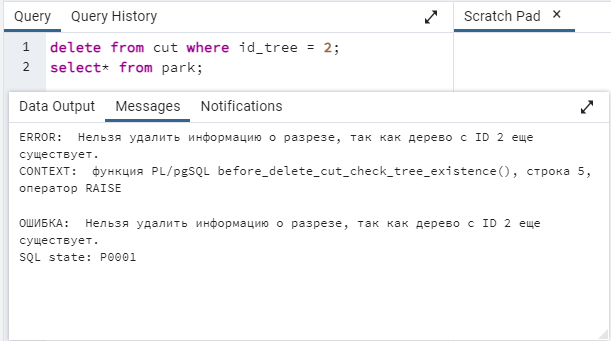 Query Query History
Scratch Pad ×
1 delete from cut where id_tree = 2;
2 select* from park;
Data Output Messages Notifications
ERROR:  Нельзя удалить информацию о разрезе, так как дерево с ID 2 еще
существует.
CONTEXT:  функция PL/pgSQL before_delete_cut_check_tree_existence(), строка 5,
оператор RAISE
ОШИБКА:  Нельзя удалить информацию о разрезе, так как дерево с ID 2 еще
существует.
SQL state: P0001